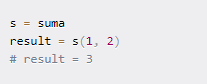 s = suma
result = s(1, 2)
# result = 3